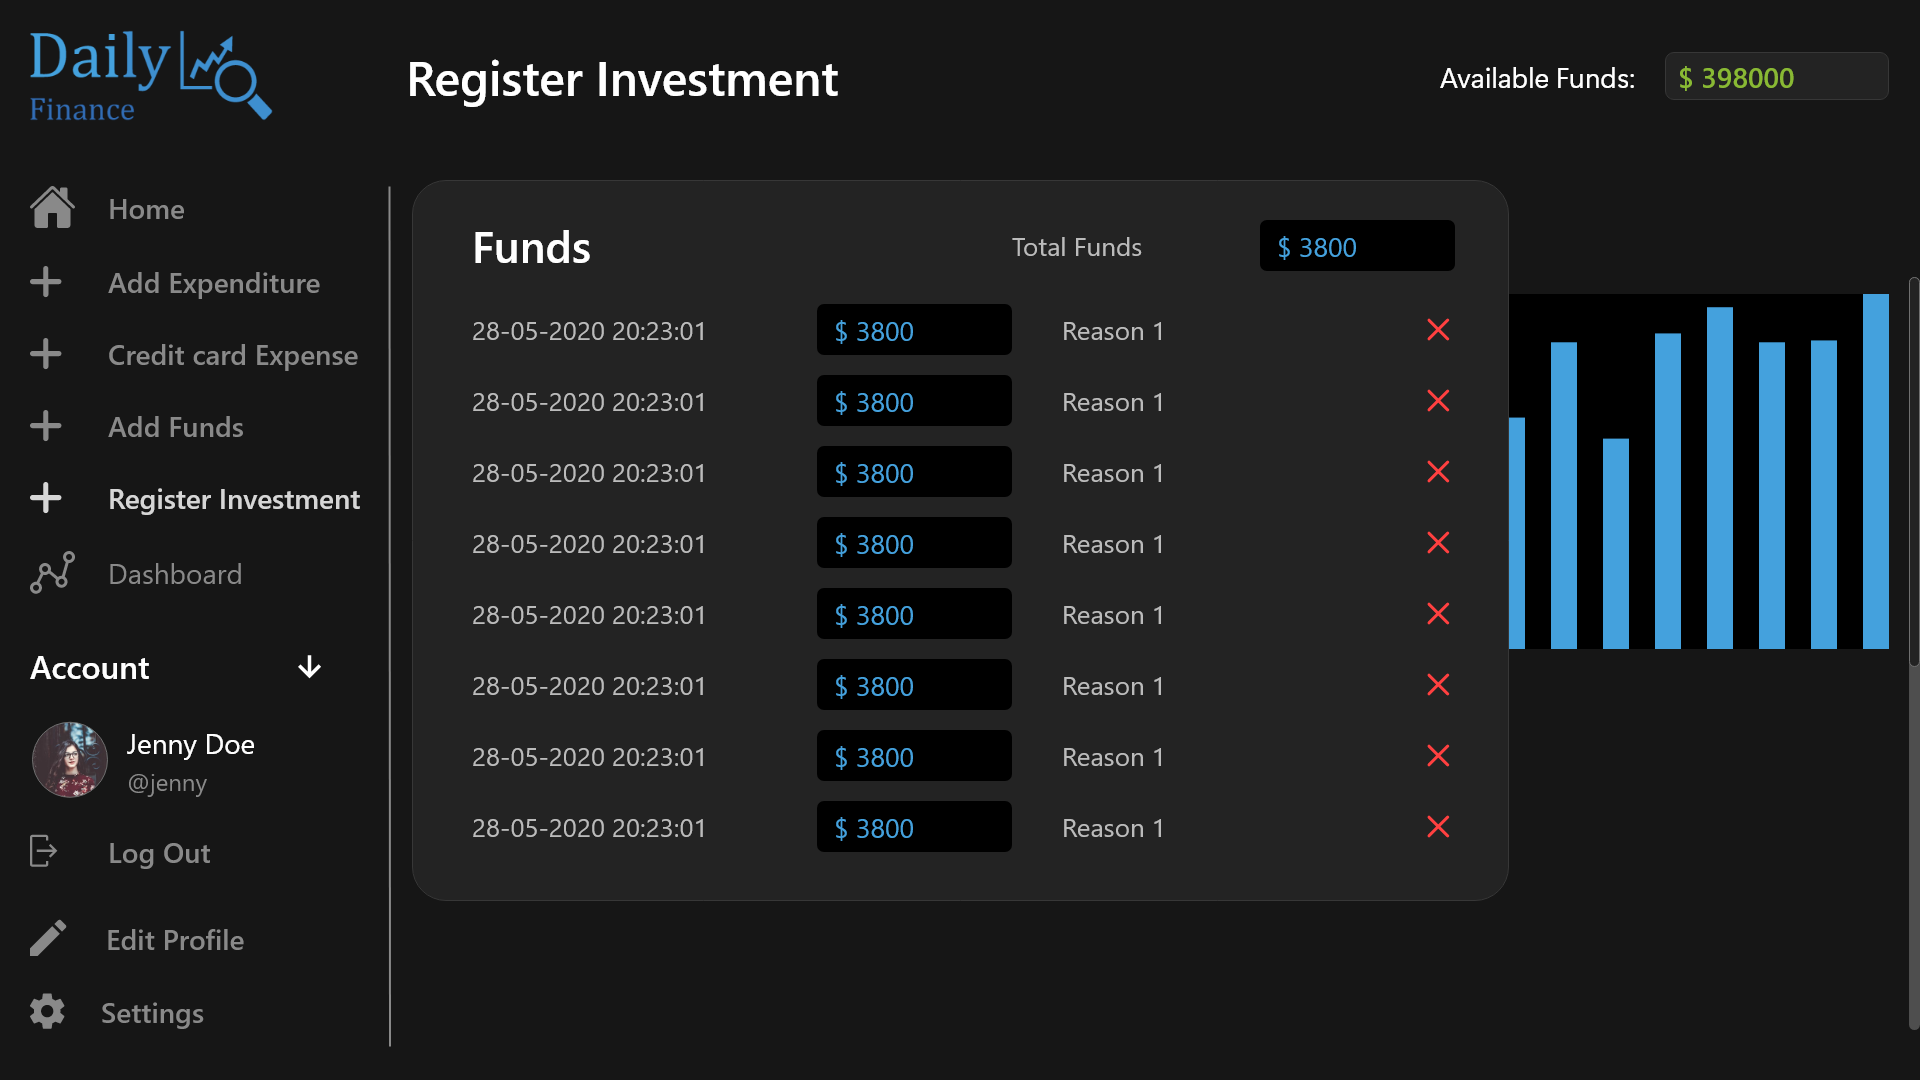 Daily
Finance
Register Investment
Available Funds:
$ 398000
Home
Add Expenditure
Credit card Expense
Add Funds
Register Investment
Dashboard
Account
Jenny Doe
@jenny
Log Out
Edit Profile
Settings
Funds
Total Funds
$ 3800
28-05-2020 20:23:01 $ 3800 Reason 1
28-05-2020 20:23:01 $ 3800 Reason 1
28-05-2020 20:23:01 $ 3800 Reason 1
28-05-2020 20:23:01 $ 3800 Reason 1
28-05-2020 20:23:01 $ 3800 Reason 1
28-05-2020 20:23:01 $ 3800 Reason 1
28-05-2020 20:23:01 $ 3800 Reason 1
28-05-2020 20:23:01 $ 3800 Reason 1